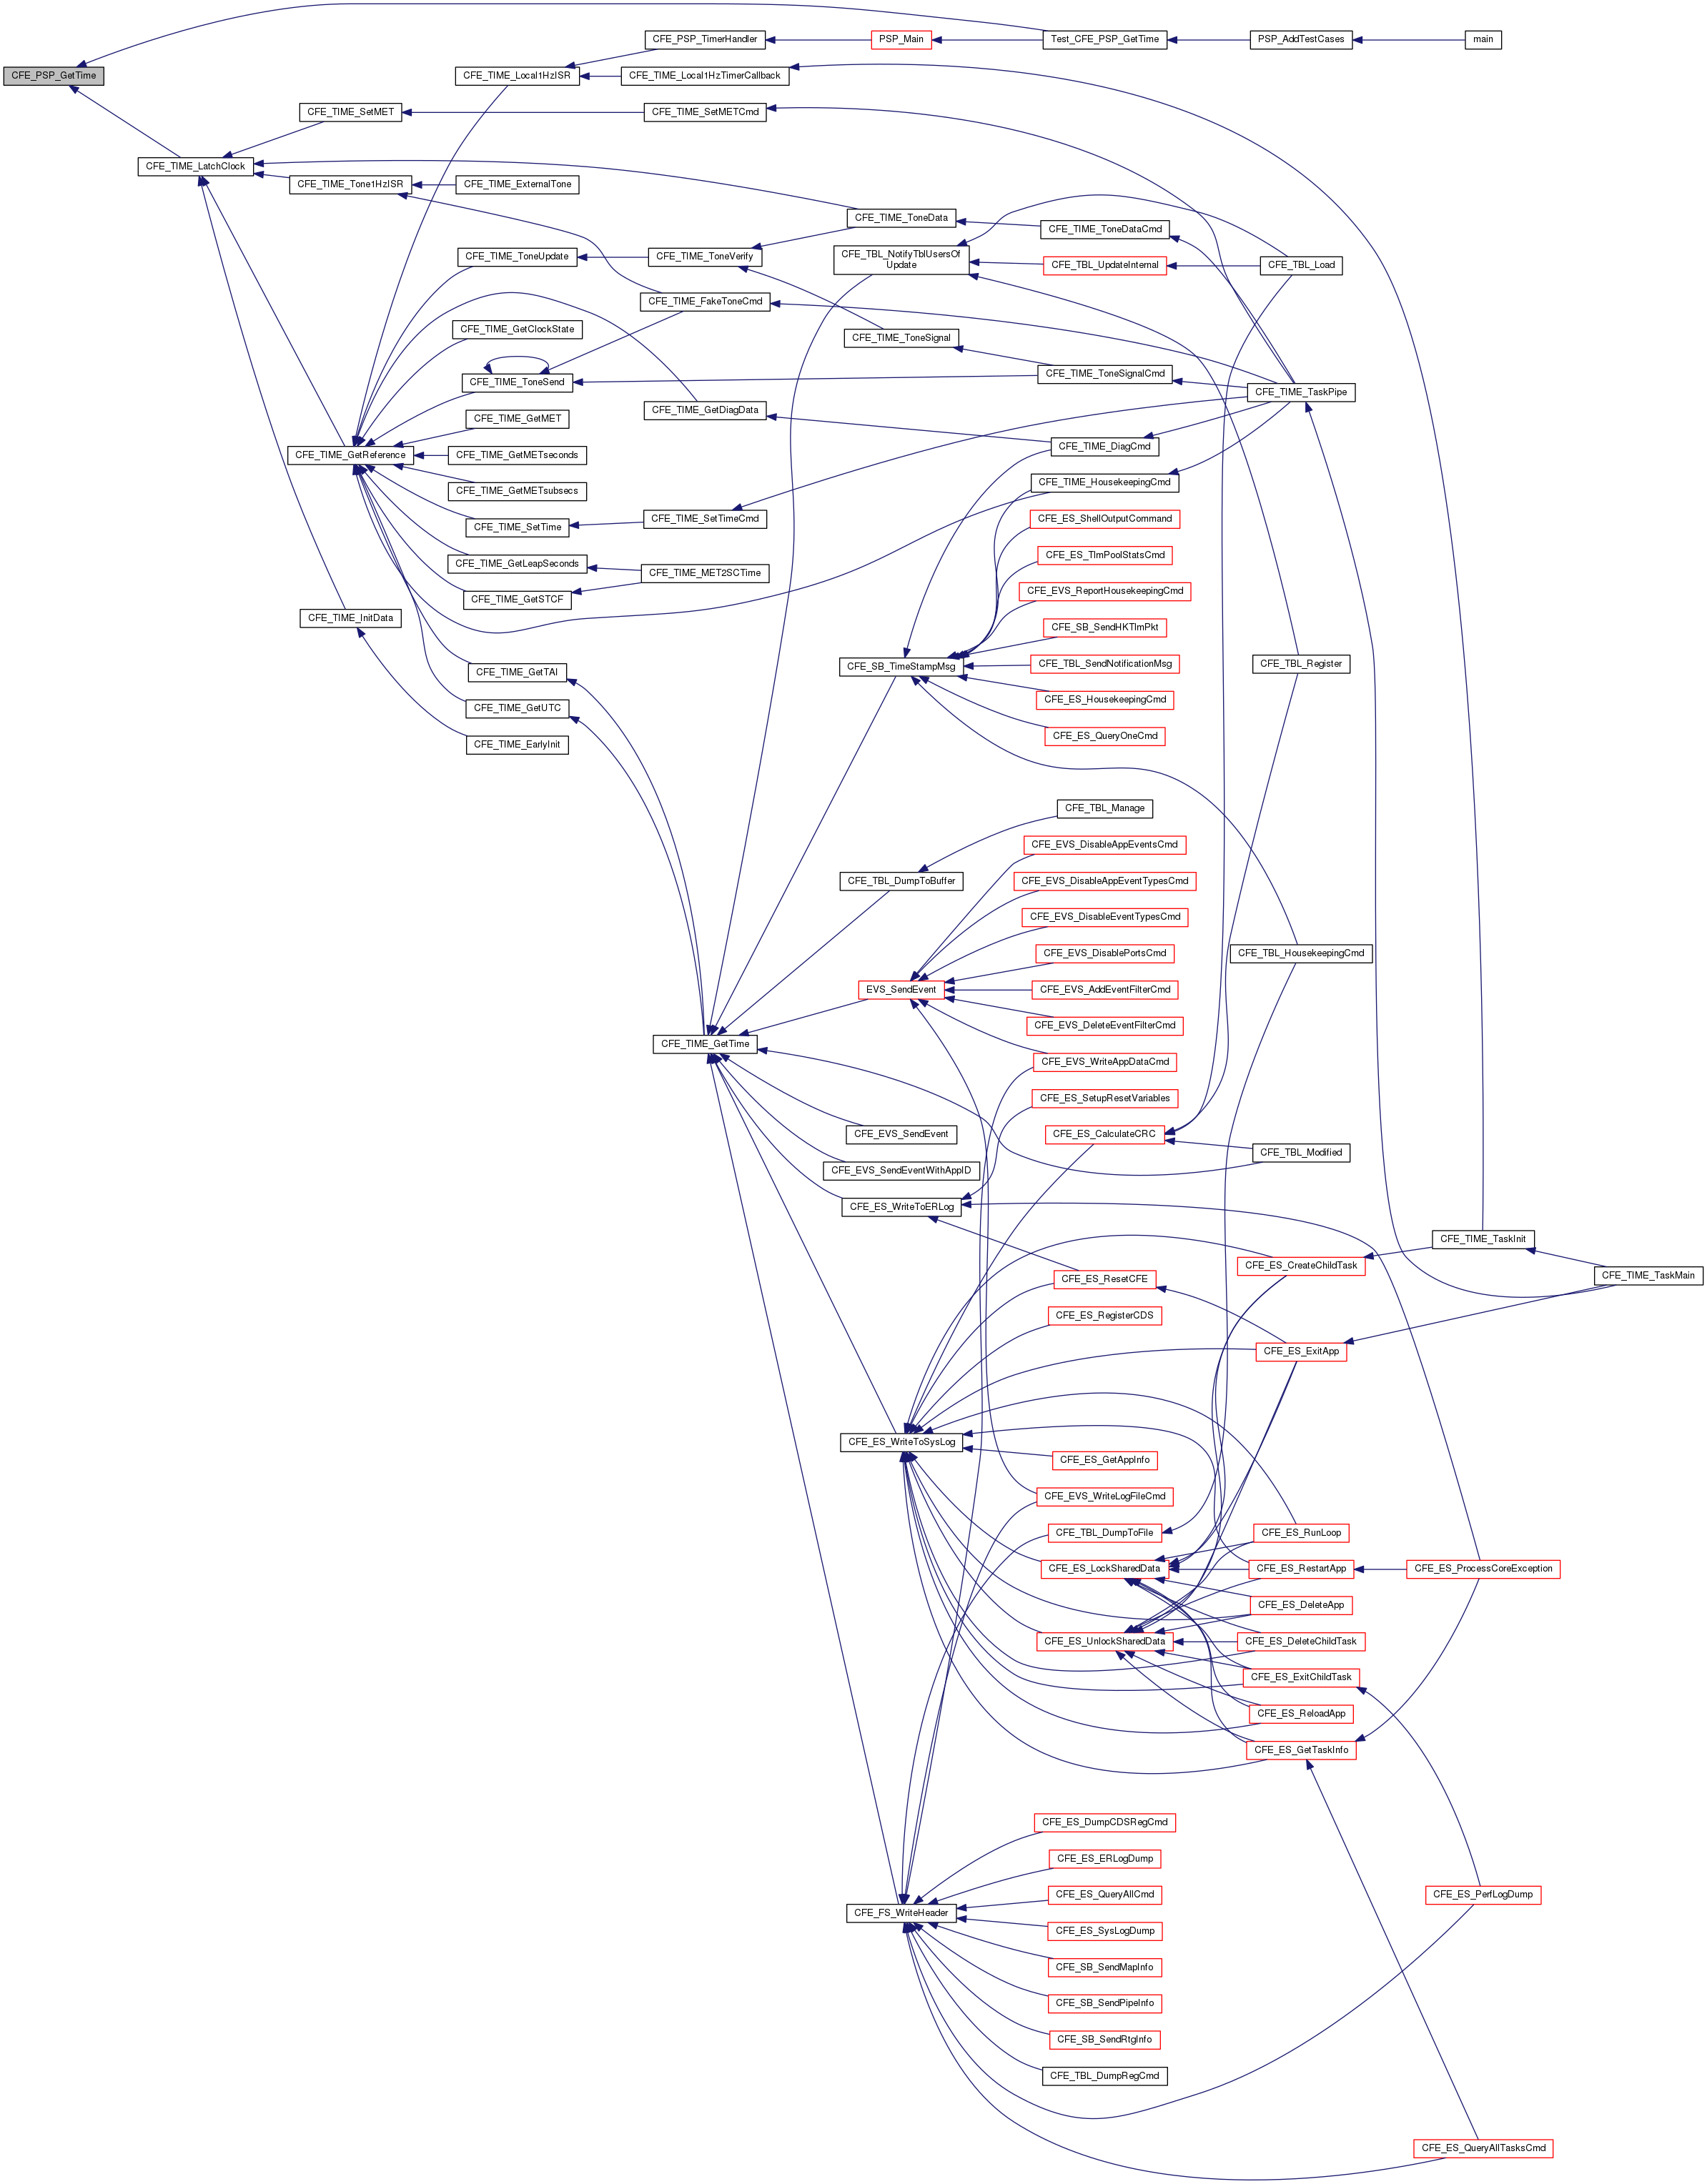 CFE_PSP_GetTime
CFE_PSP_TimerHandler
PSP_Main
Test_CFE_PSP_GetTime
PSP_AddTestCases
main
CFE_TIME_Local1HzISR
CFE_TIME_Local1HzTimerCallback
CFE_TIME_SetMET
CFE_TIME_SetMETCmd
CFE_TIME_LatchClock
CFE_TIME_Tone1HzISR
CFE_TIME_ExternalTone
CFE_TIME_ToneData
CFE_TIME_ToneDataCmd
CFE_TIME_ToneUpdate
CFE_TIME_ToneVerify
CFE_TBL_NotifyTblUsersOf
Update
CFE_TBL_UpdateInternal
CFE_TBL_Load
CFE_TIME_FakeToneCmd
CFE_TIME_GetClockState
CFE_TIME_ToneSignal
CFE_TIME_ToneSend
CFE_TIME_ToneSignalCmd
CFE_TIME_TaskPipe
CFE_TIME_GetMET
CFE_TIME_GetDiagData
CFE_TIME_GetReference
CFE_TIME_GetMETseconds
CFE_TIME_DiagCmd
CFE_TIME_GetMETsubsecs
CFE_TIME_HousekeepingCmd
CFE_TIME_SetTime
CFE_TIME_SetTimeCmd
CFE_ES_ShellOutputCommand
CFE_TIME_GetLeapSeconds
CFE_TIME_MET2SCTime
CFE_ES_TlmPoolStatsCmd
CFE_TIME_GetSTCF
CFE_EVS_ReportHousekeepingCmd
CFE_TIME_InitData
CFE_SB_SendHKTlmPkt
CFE_TIME_GetTAI
CFE_SB_TimeStampMsg
CFE_TBL_SendNotificationMsg
CFE_TBL_Register
CFE_TIME_GetUTC
CFE_ES_HousekeepingCmd
CFE_TIME_EarlyInit
CFE_ES_QueryOneCmd
CFE_TBL_Manage
CFE_EVS_DisableAppEventsCmd
CFE_TBL_DumpToBuffer
CFE_EVS_DisableAppEventTypesCmd
CFE_EVS_DisableEventTypesCmd
CFE_EVS_DisablePortsCmd
CFE_TBL_HousekeepingCmd
EVS_SendEvent
CFE_EVS_AddEventFilterCmd
CFE_EVS_DeleteEventFilterCmd
CFE_TIME_GetTime
CFE_EVS_WriteAppDataCmd
CFE_ES_SetupResetVariables
CFE_EVS_SendEvent
CFE_ES_CalculateCRC
CFE_TBL_Modified
CFE_EVS_SendEventWithAppID
CFE_ES_WriteToERLog
CFE_TIME_TaskInit
CFE_ES_CreateChildTask
CFE_ES_ResetCFE
CFE_TIME_TaskMain
CFE_ES_RegisterCDS
CFE_ES_ExitApp
CFE_ES_WriteToSysLog
CFE_ES_GetAppInfo
CFE_EVS_WriteLogFileCmd
CFE_TBL_DumpToFile
CFE_ES_RunLoop
CFE_ES_LockSharedData
CFE_ES_RestartApp
CFE_ES_ProcessCoreException
CFE_ES_DeleteApp
CFE_ES_UnlockSharedData
CFE_ES_DeleteChildTask
CFE_ES_ExitChildTask
CFE_ES_ReloadApp
CFE_ES_GetTaskInfo
CFE_ES_DumpCDSRegCmd
CFE_ES_ERLogDump
CFE_ES_QueryAllCmd
CFE_ES_PerfLogDump
CFE_FS_WriteHeader
CFE_ES_SysLogDump
CFE_SB_SendMapInfo
CFE_SB_SendPipeInfo
CFE_SB_SendRtgInfo
CFE_TBL_DumpRegCmd
CFE_ES_QueryAllTasksCmd